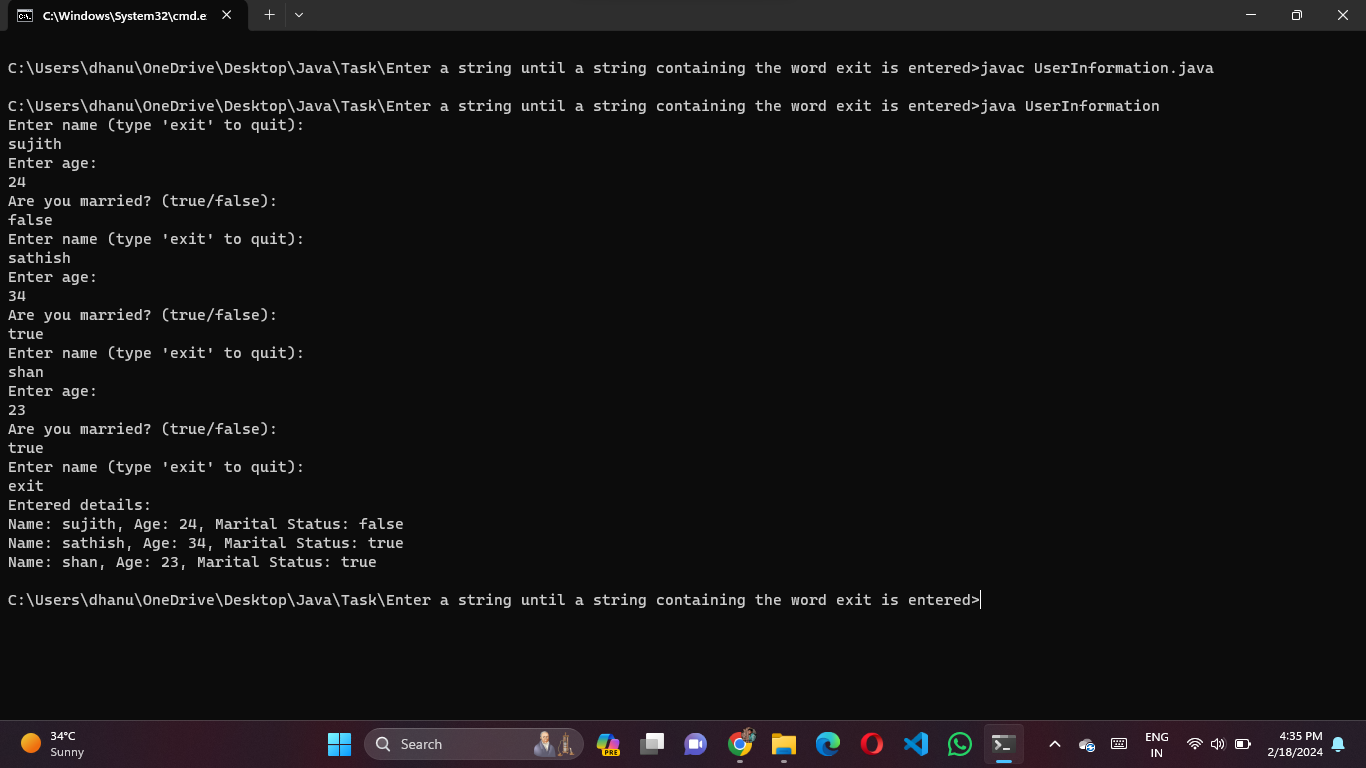 C:\Windows\System32\cmd.e
C:\Users\dhanu\OneDrive\Desktop\Java\Task\Enter a string until a string containing the word exit is entered>javac UserInformation.java
C:\Users\dhanu\OneDrive\Desktop\Java\Task\Enter a string until a string containing the word exit is entered>java UserInformation
Enter name (type 'exit' to quit):
sujith
Enter age:
24
Are you married? (true/false):
false
Enter name (type 'exit' to quit):
sathish
Enter age:
34
Are you married? (true/false):
true
Enter name (type 'exit' to quit):
shan
Enter age:
23
Are you married? (true/false):
true
Enter name (type 'exit' to quit):
exit
Entered details:
Name: sujith, Age: 24, Marital Status: false
Name: sathish, Age: 34, Marital Status: true
Name: shan, Age: 23, Marital Status: true
C:\Users\dhanu\OneDrive\Desktop\Java\Task\Enter a string until a string containing the word exit is entered>
34°C
Sunny
Search
PRE
ENG
IN
4:35 PM
2/18/2024